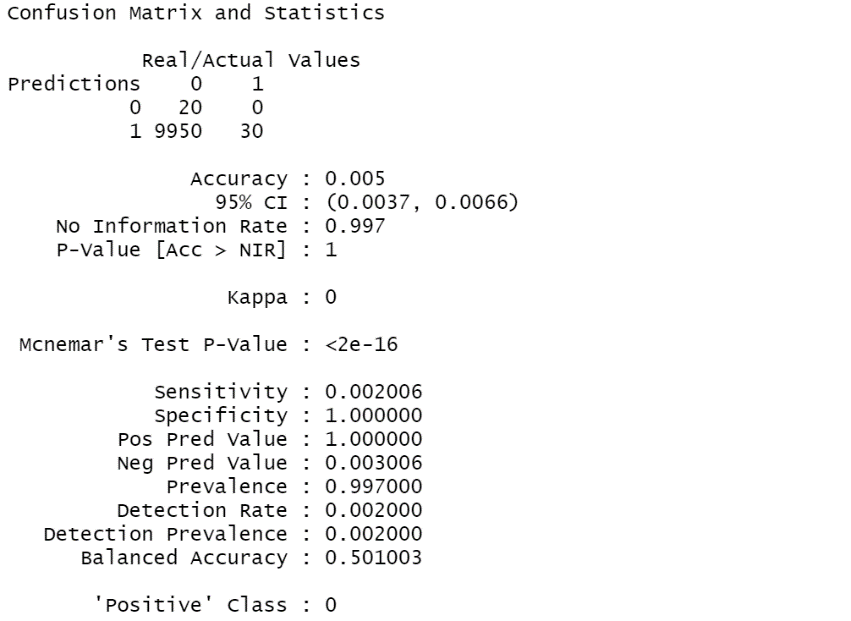 Confusion Matrix and Statistics
Real/Actual Values
Predictions 0 1
0 20 0
1 9950 30
Accuracy : 0.005
95% CI : (0.0037, 0.0066)
No Information Rate : 0.997
P-Value [Acc > NIR] : 1
Kappa : 0
Mcnemar's Test P-Value : <2e-16
Sensitivity : 0.002006
Specificity : 1.000000
Pos Pred Value : 1.000000
Neg Pred Value : 0.003006
Prevalence : 0.997000
Detection Rate : 0.002000
Detection Prevalence : 0.002000
Balanced Accuracy : 0.501003
'Positive' Class : 0